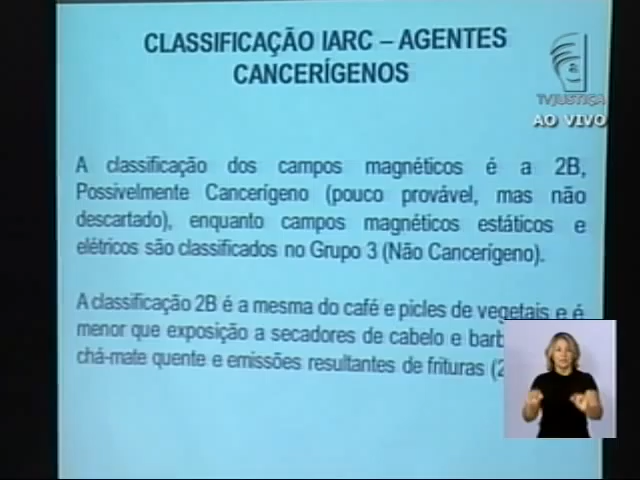 CLASSIFICAÇÃO IARC – AGENTES
CANCERÍGENOS
TVJUSTIÇA
AO VIVO
A classificação dos campos magnéticos é a 2B,
Possivelmente Cancerígeno (pouco provável, mas não
descartado), enquanto campos magnéticos estáticos e
elétricos são classificados no Grupo 3 (Não Cancerígeno).
A classificação 2B é a mesma do café e picles de vegetais e é
menor que exposição a secadores de cabelo e
chá-mate quente e emissões resultantes de frituras